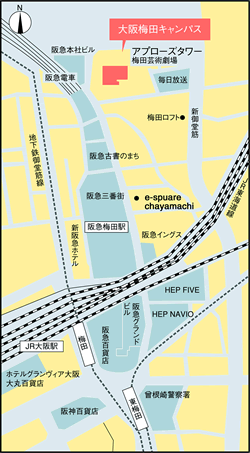 N
大阪梅田キャンパス
阪急本社ビル
アプローズタワー
梅田芸術劇場
阪急電車
毎日放送
梅田ロフト
新御堂筋
地下鉄御堂筋線
阪急古書のまち
JR東海道線
阪急三番街
e-spuare
chayamachi
阪急梅田駅
阪急イングス
新阪急ホテル
HEP FIVE
阪急グランド
ビル
HEP NAVIO
阪急百貨店
梅田
JR大阪駅
ホテルグランヴィア大阪
大丸百貨店
東梅田
曾根崎警察署
阪神百貨店